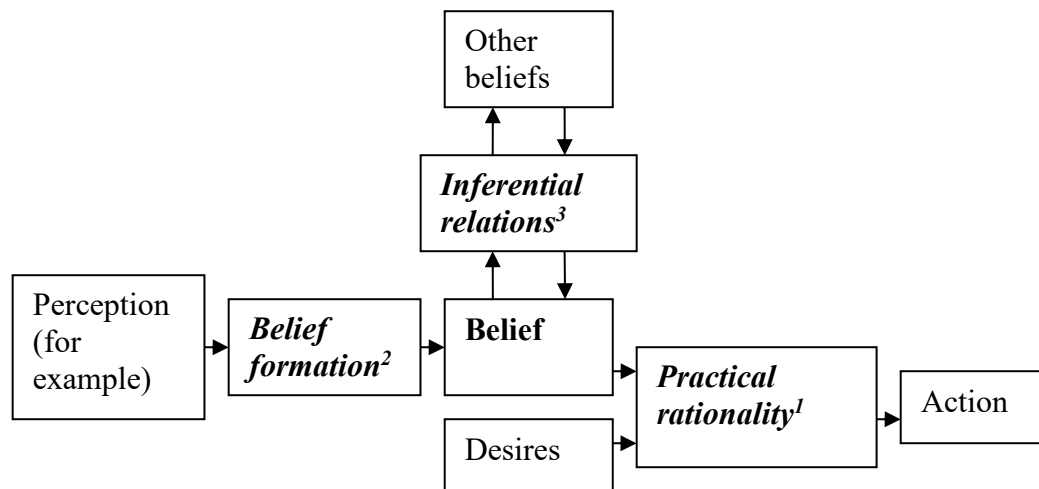 Other
beliefs
Inferential
relations³
Perception
(for
example)
Belief
formation²
Belief
Practical
rationality¹
Action
Desires